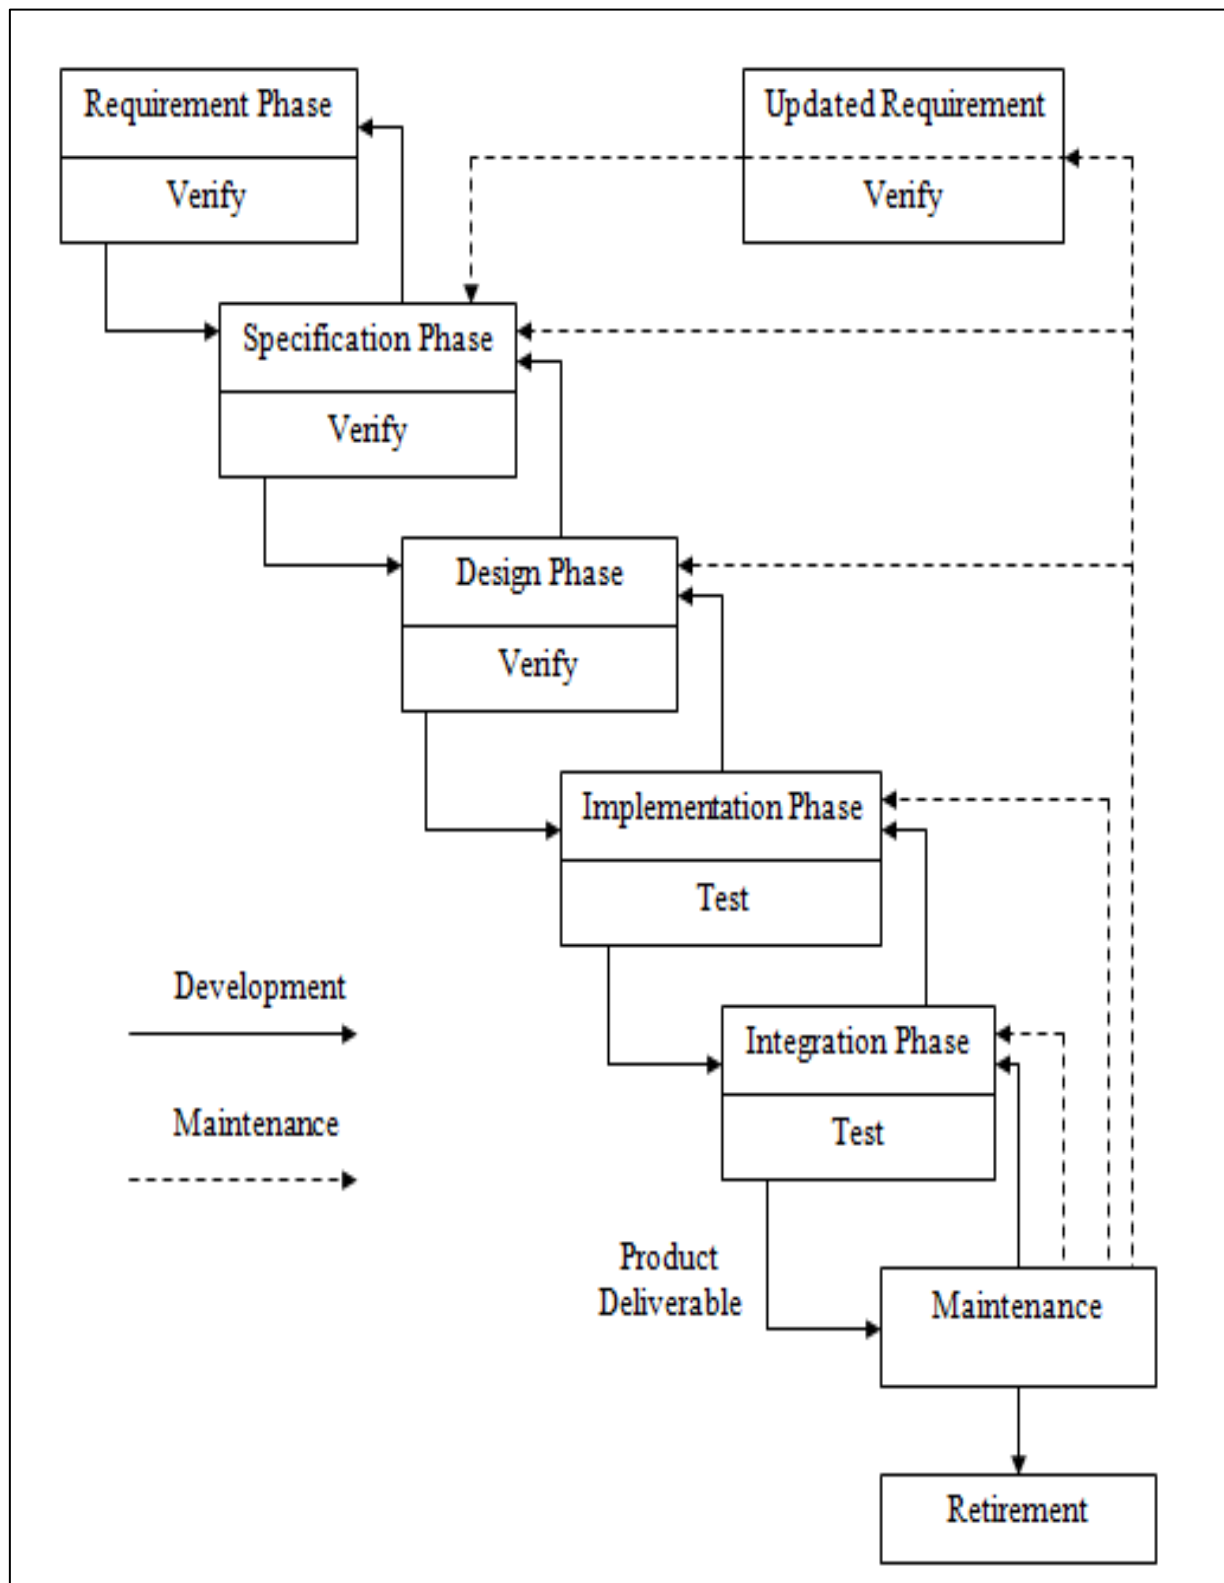 Requirement Phase
Verify
Updated Requirement
Verify
Specification Phase
Verify
Design Phase
Verify
Implementation Phase
Test
Development
Maintenance
Integration Phase
Test
Product
Deliverable
Maintenance
Retirement